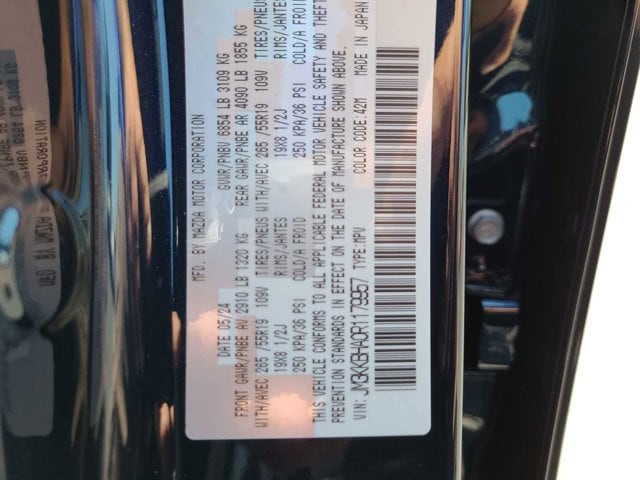 MFD. BY MAZDA MOTOR CORPORATION
DATE 05/24 GVWR/PNBV 6854 LB 3109 KG
FRONT GAWR/PNBE AV 2910 LB 1320 KG REAR GAWR/PNBE AR 4090 LB 1855 KG
WITH/AVEC 265/55R19 109V TIRES/PNEUS WITH/AVEC 265/55R19 109V TIRES/PNEUS
19X8 1/2J RIMS/JANTES 19X8 1/2J RIMS/JANTES
250 KPA/36 PSI COLD/A FROID 250 KPA/36 PSI COLD/A FROID
THIS VEHICLE CONFORMS TO ALL APPLICABLE FEDERAL MOTOR VEHICLE SAFETY AND THEFT
PREVENTION STANDARDS IN EFFECT ON THE DATE OF MANUFACTURE SHOWN ABOVE.
VIN: JM3KKBHA0R1179957 TYPE:MPV COLOR CODE:42M MADE IN JAPAN